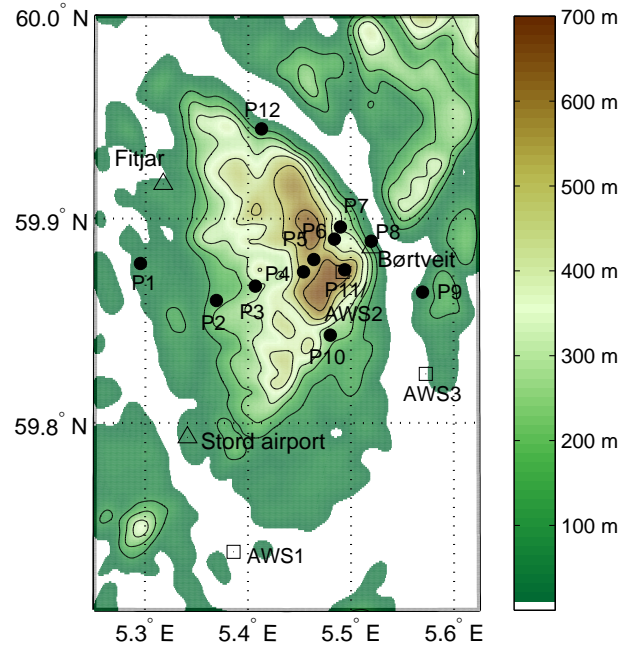 60.0° N
700 m
P12
600 m
Fitjar
500 m
59.9° N
P7
P6
P8
P5
Børtveit
P1
P4
P11/
400 m
P9
P2
P3
AWS2
300 m
P10
AWS3
59.8° N
Stord airport
200 m
100 m
AWS1
5.3° E
5.4° E
5.5° E
5.6° E